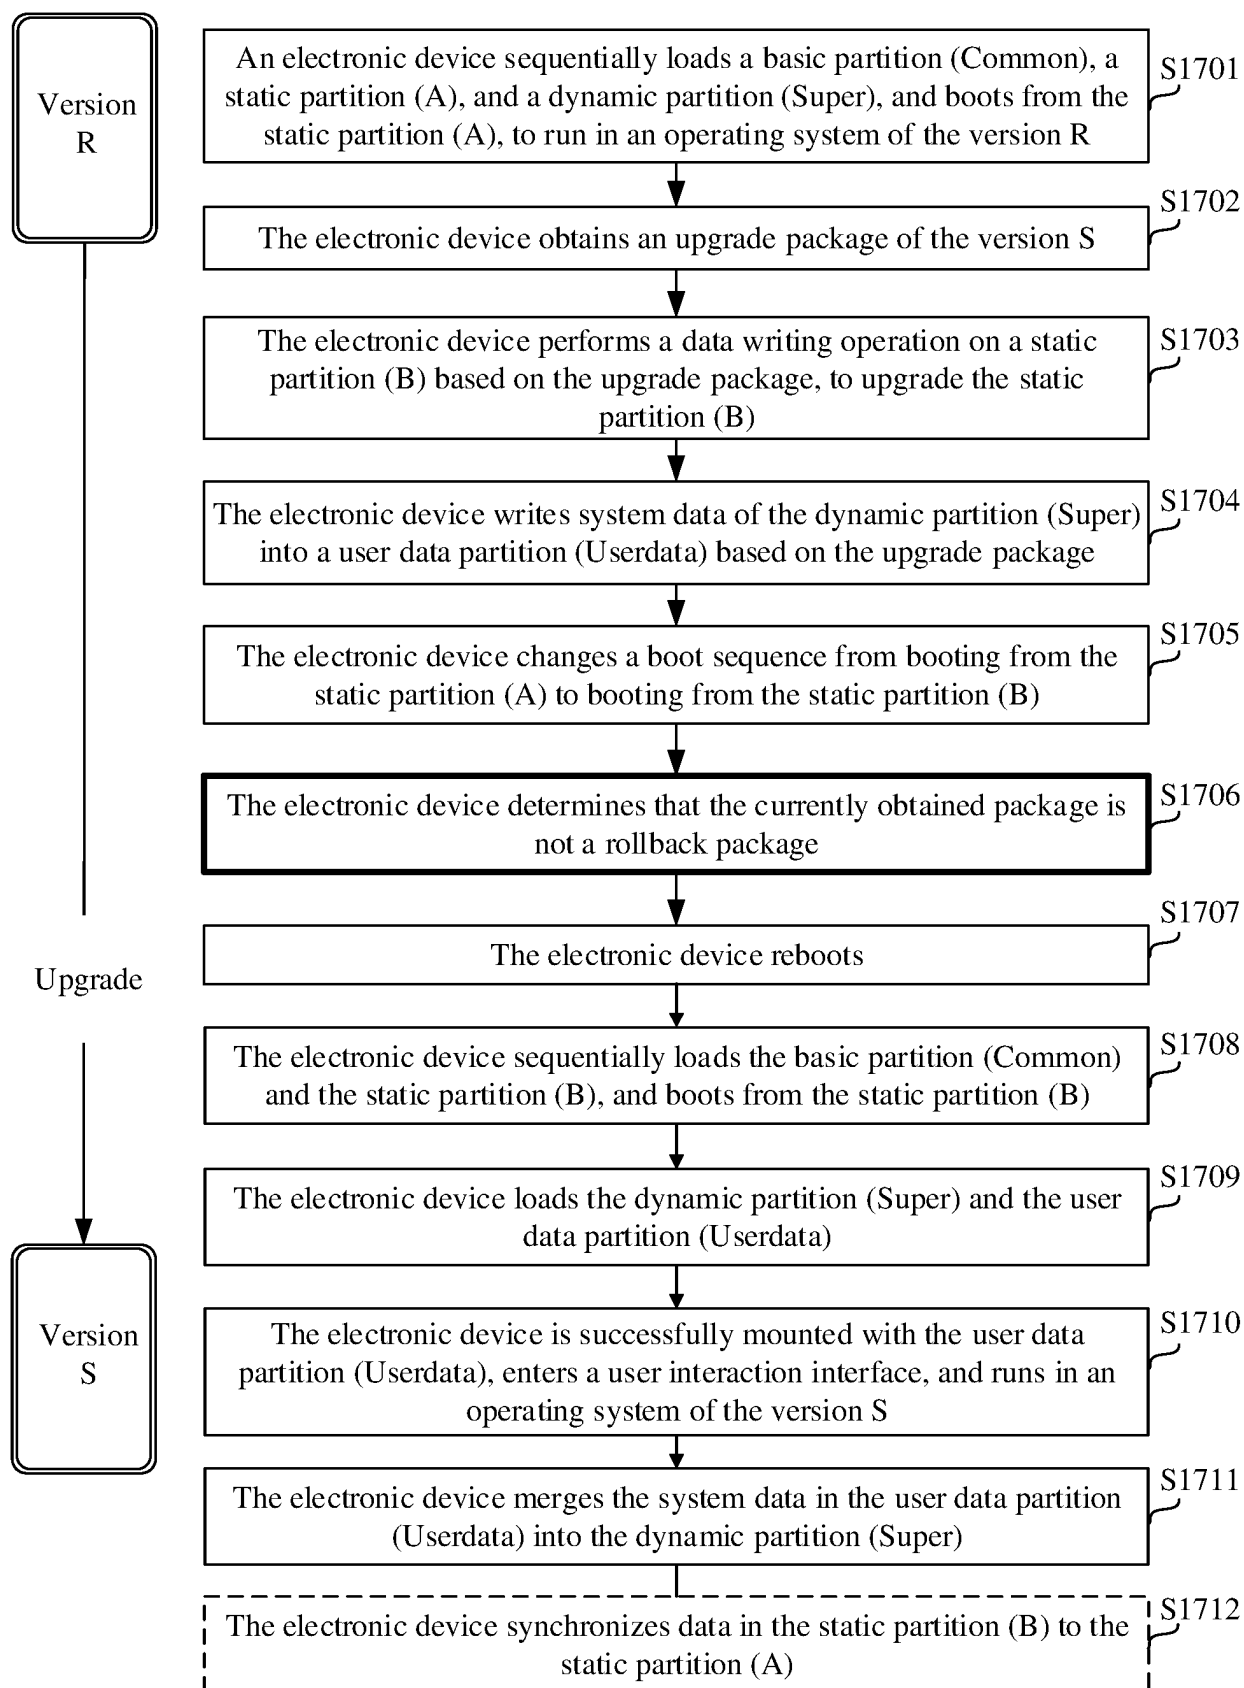 Version
R
An electronic device sequentially loads a basic partition (Common), a
static partition (A), and a dynamic partition (Super), and boots from the
static partition (A), to run in an operating system of the version R
S1701
The electronic device obtains an upgrade package of the version S
S1702
The electronic device performs a data writing operation on a static
partition (B) based on the upgrade package, to upgrade the static
partition (B)
S1703
The electronic device writes system data of the dynamic partition (Super)
into a user data partition (Userdata) based on the upgrade package
S1704
The electronic device changes a boot sequence from booting from the
static partition (A) to booting from the static partition (B)
S1705
The electronic device determines that the currently obtained package is
not a rollback package
S1706
The electronic device reboots
S1707
Upgrade
The electronic device sequentially loads the basic partition (Common)
and the static partition (B), and boots from the static partition (B)
S1708
The electronic device loads the dynamic partition (Super) and the user
data partition (Userdata)
S1709
Version
S
The electronic device is successfully mounted with the user data
partition (Userdata), enters a user interaction interface, and runs in an
operating system of the version S
S1710
The electronic device merges the system data in the user data partition
(Userdata) into the dynamic partition (Super)
S1711
The electronic device synchronizes data in the static partition (B) to the
static partition (A)
S1712